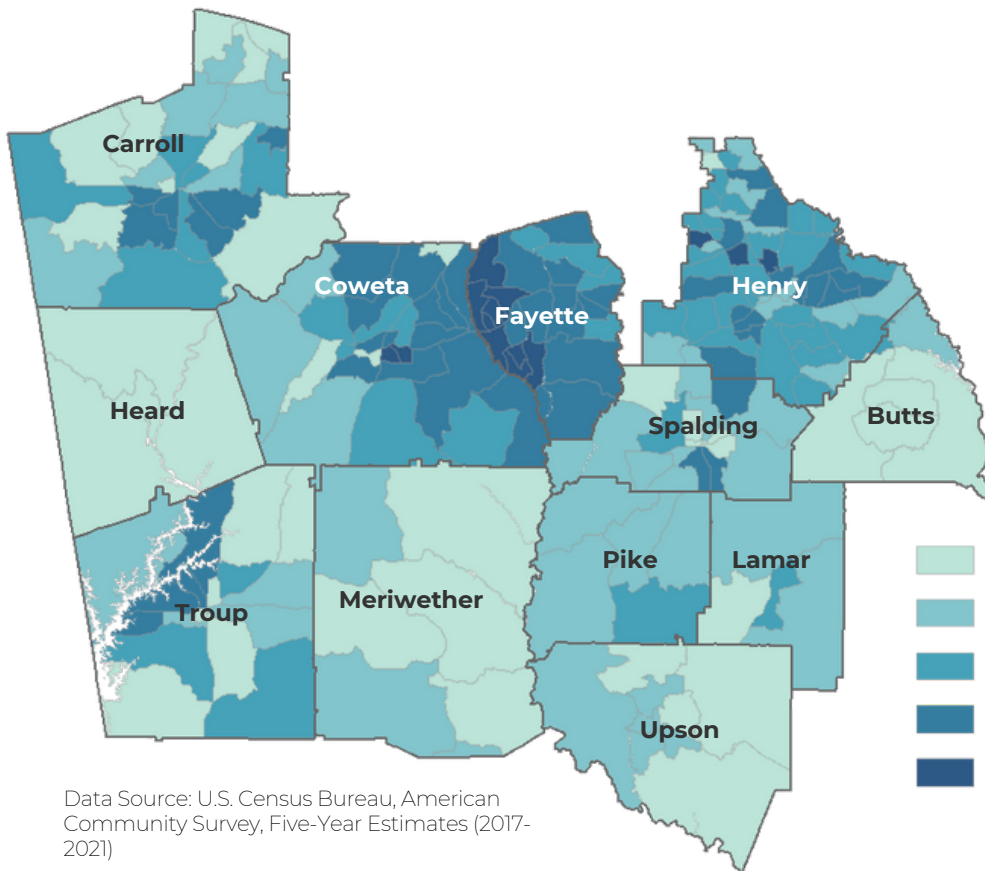 Carroll
Coweta
Henry
Fayette
Heard
Butts
Spalding
Pike
Lamar
Meriwether
Troup
Upson
Data Source: U.S. Census Bureau, American
Community Survey, Five-Year Estimates (2017-
2021)